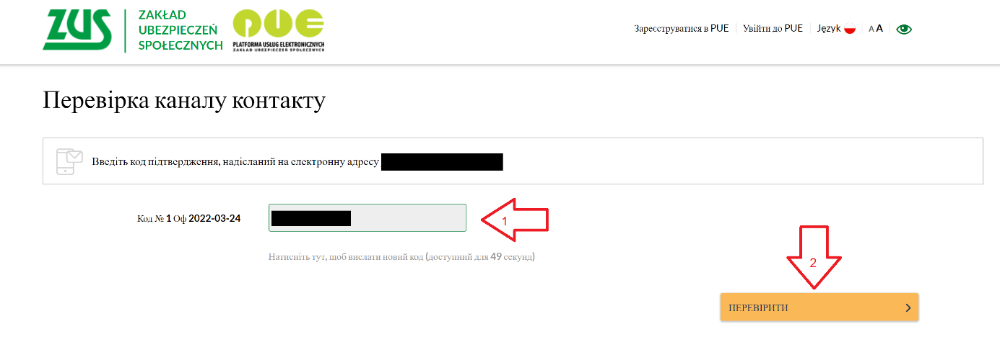 ZUS
ZAKŁAD
UBEZPIECZEŃ
SPOŁECZNYCH
PUE
PLATFORMA USŁUG ELEKTRONICZNYCH
ZAKŁAD UBEZPIECZEŃ SPOŁECZNYCH
Зареєструватися в PUE Увійти до PUE Język A A
Перевірка каналу контакту
Введіть код підтвердження, надісланий на електронну адресу
Код № 1 Оф 2022-03-24
1
Натисніть тут, щоб вислати новий код (доступний для 49 секунд)
2
ПЕРЕВІРИТИ